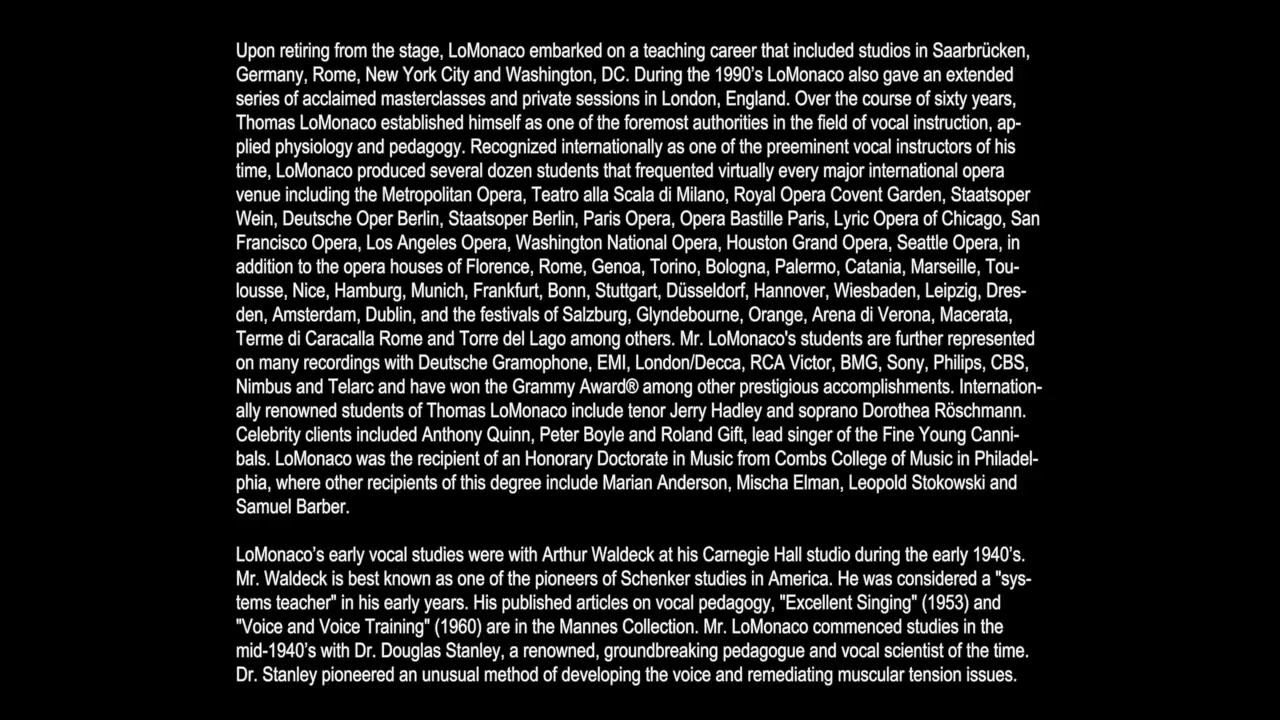 Upon retiring from the stage, LoMonaco embarked on a teaching career that included studios in Saarbrücken,
Germany, Rome, New York City and Washington, DC. During the 1990’s LoMonaco also gave an extended
series of acclaimed masterclasses and private sessions in London, England. Over the course of sixty years,
Thomas LoMonaco established himself as one of the foremost authorities in the field of vocal instruction, ap-
plied physiology and pedagogy. Recognized internationally as one of the preeminent vocal instructors of his
time, LoMonaco produced several dozen students that frequented virtually every major international opera
venue including the Metropolitan Opera, Teatro alla Scala di Milano, Royal Opera Covent Garden, Staatsoper
Wein, Deutsche Oper Berlin, Staatsoper Berlin, Paris Opera, Opera Bastille Paris, Lyric Opera of Chicago, San
Francisco Opera, Los Angeles Opera, Washington National Opera, Houston Grand Opera, Seattle Opera, in
addition to the opera houses of Florence, Rome, Genoa, Torino, Bologna, Palermo, Catania, Marseille, Tou-
lousse, Nice, Hamburg, Munich, Frankfurt, Bonn, Stuttgart, Düsseldorf, Hannover, Wiesbaden, Leipzig, Dres-
den, Amsterdam, Dublin, and the festivals of Salzburg, Glyndebourne, Orange, Arena di Verona, Macerata,
Terme di Caracalla Rome and Torre del Lago among others. Mr. LoMonaco's students are further represented
on many recordings with Deutsche Gramophone, EMI, London/Decca, RCA Victor, BMG, Sony, Philips, CBS,
Nimbus and Telarc and have won the Grammy Award® among other prestigious accomplishments. Internation-
ally renowned students of Thomas LoMonaco include tenor Jerry Hadley and soprano Dorothea Röschmann.
Celebrity clients included Anthony Quinn, Peter Boyle and Roland Gift, lead singer of the Fine Young Canni-
bals. LoMonaco was the recipient of an Honorary Doctorate in Music from Combs College of Music in Philadel-
phia, where other recipients of this degree include Marian Anderson, Mischa Elman, Leopold Stokowski and
Samuel Barber.
LoMonaco’s early vocal studies were with Arthur Waldeck at his Carnegie Hall studio during the early 1940’s.
Mr. Waldeck is best known as one of the pioneers of Schenker studies in America. He was considered a "sys-
tems teacher" in his early years. His published articles on vocal pedagogy, "Excellent Singing" (1953) and
"Voice and Voice Training" (1960) are in the Mannes Collection. Mr. LoMonaco commenced studies in the
mid-1940’s with Dr. Douglas Stanley, a renowned, groundbreaking pedagogue and vocal scientist of the time.
Dr. Stanley pioneered an unusual method of developing the voice and remediating muscular tension issues.